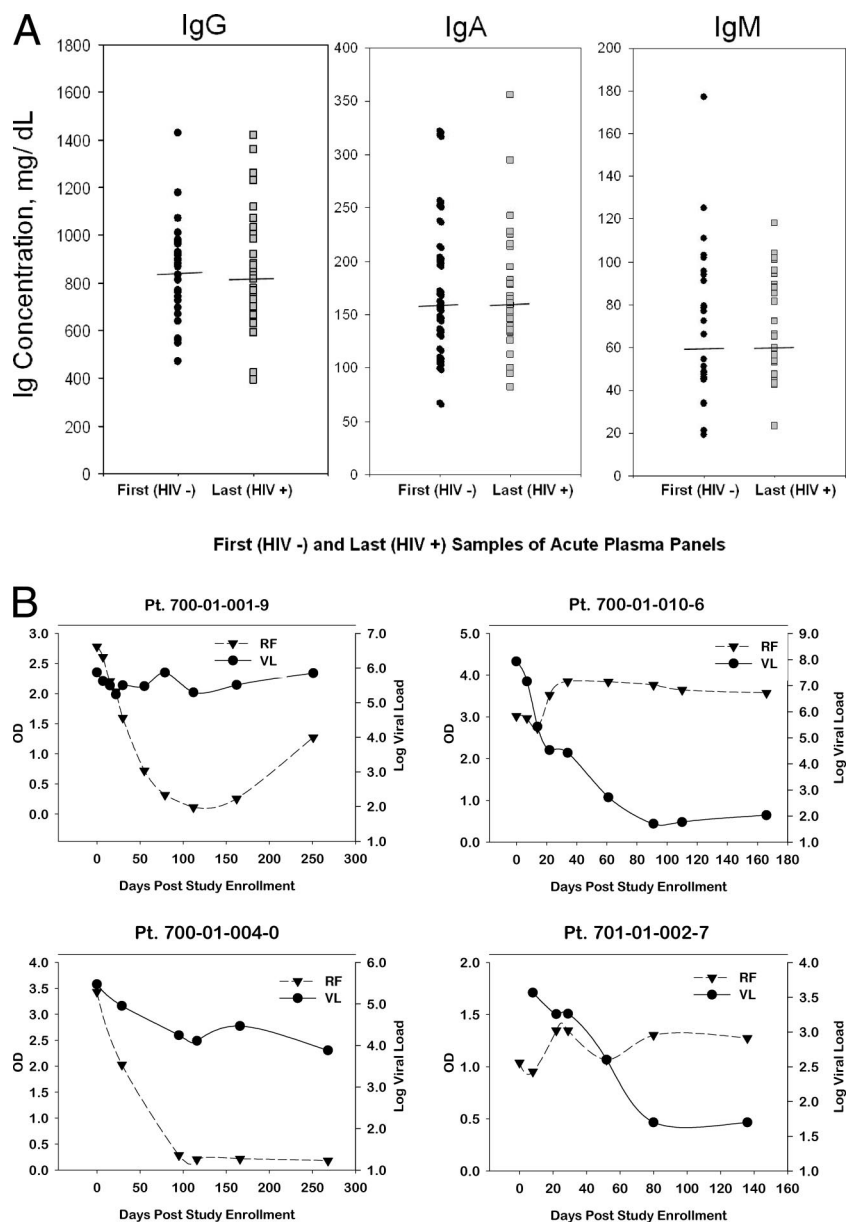 A
IgG
IgA
IgM
Ig Concentration, mg/ dL
1800
1600
1400
1200
1000
800
600
400
200
0
400
350
300
250
200
150
100
50
0
200
180
160
140
120
100
80
60
40
20
0
First (HIV -) Last (HIV +)
First (HIV -) Last (HIV +)
First (HIV -) Last (HIV +)
First (HIV -) and Last (HIV +) Samples of Acute Plasma Panels
B
Pt. 700-01-001-9
OD
3.0
2.5
2.0
1.5
1.0
0.5
0.0
RF
VL
7.0
6.0
5.0
4.0
3.0
2.0
1.0
Log Viral Load
0 50 100 150 200 250 300
Days Post Study Enrollment
Pt. 700-01-010-6
OD
5.0
4.0
3.0
2.0
1.0
0.0
RF
VL
9.0
8.0
7.0
6.0
5.0
4.0
3.0
2.0
1.0
Log Viral Load
0 20 40 60 80 100 120 140 160 180
Days Post Study Enrollment
Pt. 700-01-004-0
OD
4.0
3.5
3.0
2.5
2.0
1.5
1.0
0.5
0.0
RF
VL
6.0
5.0
4.0
3.0
2.0
1.0
Log Viral Load
0 50 100 150 200 250 300
Days Post Study Enrollment
Pt. 701-01-002-7
OD
2.0
1.5
1.0
0.5
0.0
RF
VL
4.0
3.5
3.0
2.5
2.0
1.5
1.0
Log Viral Load
0 20 40 60 80 100 120 140 160
Days Post Study Enrollment